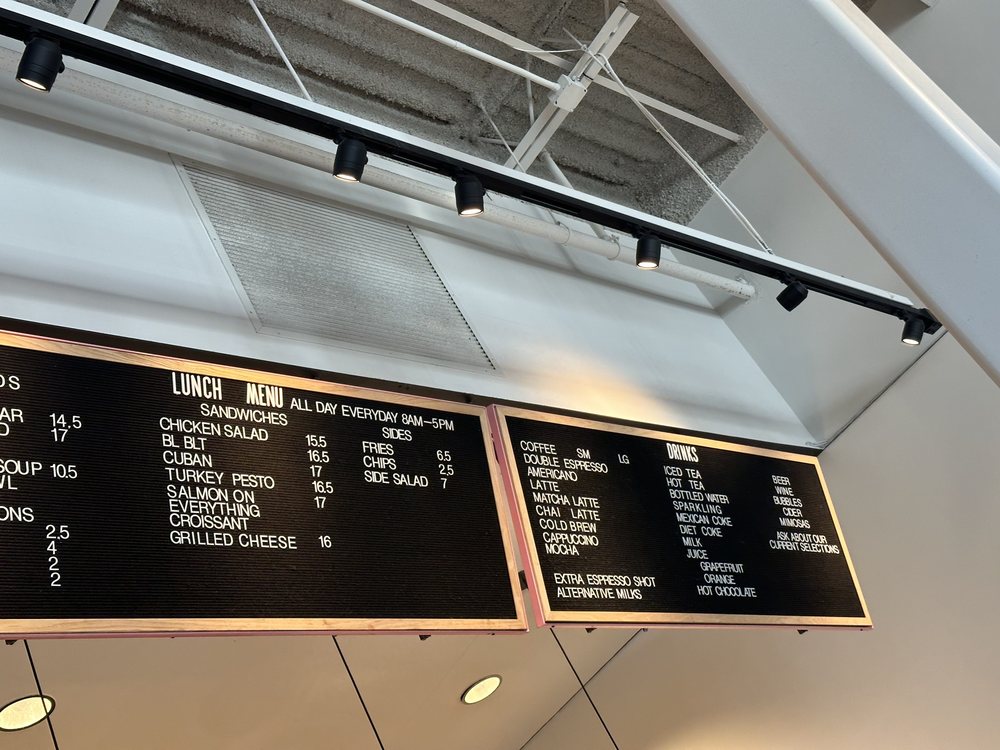 DS
AR 14.5
D 17
SOUP 10.5
WL
ONS
2.5
4
2
2
LUNCH MENU ALL DAY EVERYDAY 8AM-5PM
SANDWICHES
CHICKEN SALAD 15.5
BL BLT 16.5
CUBAN 17
TURKEY PESTO 16.5
SALMON ON 17
EVERYTHING
CROISSANT
GRILLED CHEESE 16
SIDES
FRIES 6.5
CHIPS 2.5
SIDE SALAD 7
DRINKS
COFFEE SM LG
DOUBLE ESPRESSO
AMERICANO
LATTE
MATCHA LATTE
CHAI LATTE
COLD BREW
CAPPUCCINO
MOCHA
EXTRA ESPRESSO SHOT
ALTERNATIVE MILKS
ICED TEA
HOT TEA
BOTTLED WATER
SPARKLING
MEXICAN COKE
DIET COKE
MILK
JUICE
GRAPEFRUIT
ORANGE
HOT CHOCOLATE
BEER
WINE
BUBBLES
CIDER
MIMOSAS
ASK ABOUT OUR
CURRENT SELECTIONS